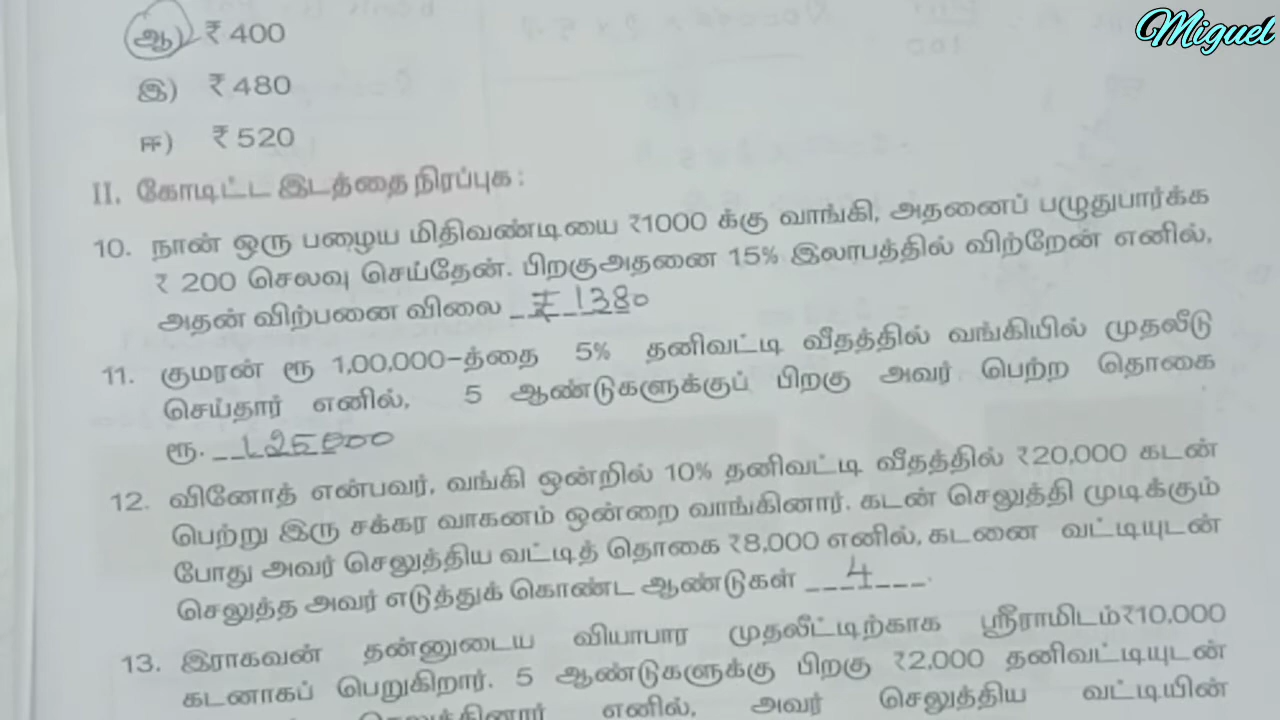 Miguel
ஆ) ₹ 400
இ) ₹ 480
ஈ) ₹ 520
II. கோடிட்ட இடத்தை நிரப்புக :
10. நான் ஒரு பழைய மிதிவண்டியை ₹1000 க்கு வாங்கி, அதனைப் பழுதுபார்க்க
₹ 200 செலவு செய்தேன். பிறகுஅதனை 15% இலாபத்தில் விற்றேன் எனில்,
அதன் விற்பனை விலை ₹ 1380
11. குமரன் ரூ 1,00,000-த்தை 5% தனிவட்டி வீதத்தில் வங்கியில் முதலீடு
செய்தார் எனில், 5 ஆண்டுகளுக்குப் பிறகு அவர் பெற்ற தொகை
ரூ. 125000
12. வினோத் என்பவர், வங்கி ஒன்றில் 10% தனிவட்டி வீதத்தில் ₹20,000 கடன்
பெற்று இரு சக்கர வாகனம் ஒன்றை வாங்கினார். கடன் செலுத்தி முடிக்கும்
போது அவர் செலுத்திய வட்டித் தொகை ₹8,000 எனில், கடனை வட்டியுடன்
செலுத்த அவர் எடுத்துக் கொண்ட ஆண்டுகள் ___4___.
13. இராகவன் தன்னுடைய வியாபார முதலீட்டிற்காக ஸ்ரீராமிடம்₹10,000
கடனாகப் பெறுகிறார். 5 ஆண்டுகளுக்கு பிறகு ₹2,000 தனிவட்டியுடன்
எனில், அவர் செலுத்திய வட்டியின்